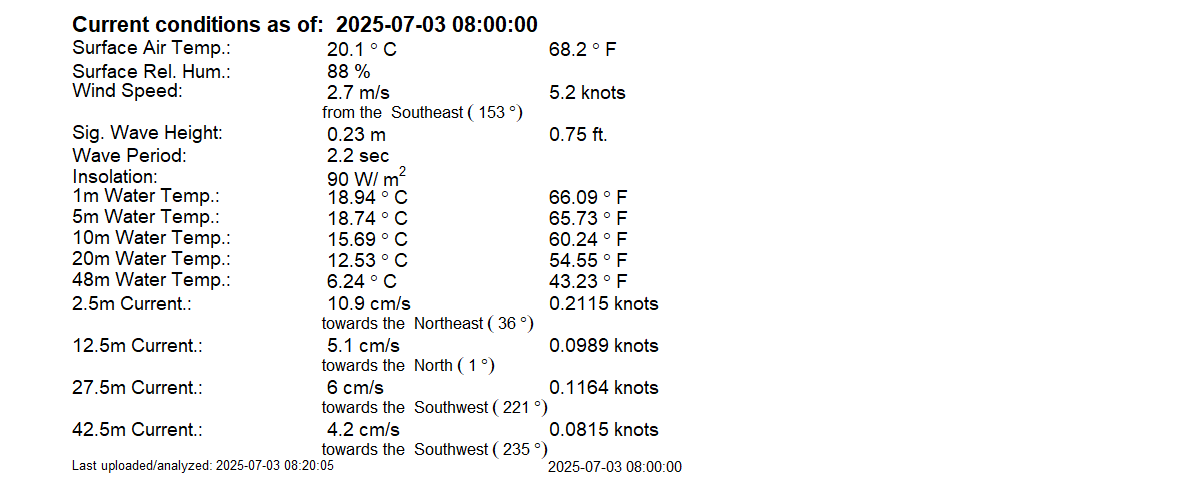 Current conditions as of: 2025-07-03 08:00:00
Surface Air Temp.: 20.1 ° C 68.2 ° F
Surface Rel. Hum.: 88 %
Wind Speed: 2.7 m/s 5.2 knots
from the Southeast ( 153 °)
Sig. Wave Height: 0.23 m 0.75 ft.
Wave Period: 2.2 sec
Insolation: 90 W/ m²
1m Water Temp.: 18.94 ° C 66.09 ° F
5m Water Temp.: 18.74 ° C 65.73 ° F
10m Water Temp.: 15.69 ° C 60.24 ° F
20m Water Temp.: 12.53 ° C 54.55 ° F
48m Water Temp.: 6.24 ° C 43.23 ° F
2.5m Current.: 10.9 cm/s 0.2115 knots
towards the Northeast ( 36 °)
12.5m Current.: 5.1 cm/s 0.0989 knots
towards the North ( 1 °)
27.5m Current.: 6 cm/s 0.1164 knots
towards the Southwest ( 221 °)
42.5m Current.: 4.2 cm/s 0.0815 knots
towards the Southwest ( 235 °)
Last uploaded/analyzed: 2025-07-03 08:20:05 2025-07-03 08:00:00